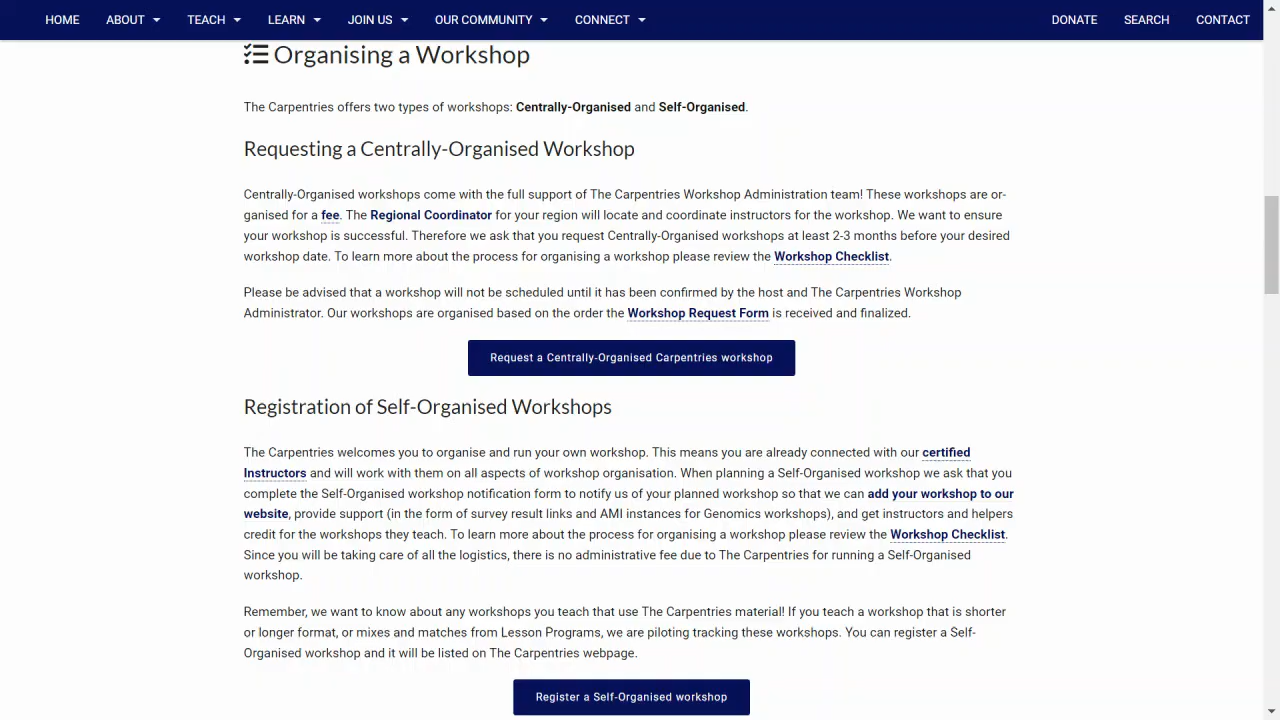 HOME ABOUT TEACH LEARN JOIN US OUR COMMUNITY CONNECT DONATE SEARCH CONTACT
Organising a Workshop
The Carpentries offers two types of workshops: Centrally-Organised and Self-Organised.
Requesting a Centrally-Organised Workshop
Centrally-Organised workshops come with the full support of The Carpentries Workshop Administration team! These workshops are or-
ganised for a fee. The Regional Coordinator for your region will locate and coordinate instructors for the workshop. We want to ensure
your workshop is successful. Therefore we ask that you request Centrally-Organised workshops at least 2-3 months before your desired
workshop date. To learn more about the process for organising a workshop please review the Workshop Checklist.
Please be advised that a workshop will not be scheduled until it has been confirmed by the host and The Carpentries Workshop
Administrator. Our workshops are organised based on the order the Workshop Request Form is received and finalized.
Request a Centrally-Organised Carpentries workshop
Registration of Self-Organised Workshops
The Carpentries welcomes you to organise and run your own workshop. This means you are already connected with our certified
Instructors and will work with them on all aspects of workshop organisation. When planning a Self-Organised workshop we ask that you
complete the Self-Organised workshop notification form to notify us of your planned workshop so that we can add your workshop to our
website, provide support (in the form of survey result links and AMI instances for Genomics workshops), and get instructors and helpers
credit for the workshops they teach. To learn more about the process for organising a workshop please review the Workshop Checklist.
Since you will be taking care of all the logistics, there is no administrative fee due to The Carpentries for running a Self-Organised
workshop.
Remember, we want to know about any workshops you teach that use The Carpentries material! If you teach a workshop that is shorter
or longer format, or mixes and matches from Lesson Programs, we are piloting tracking these workshops. You can register a Self-
Organised workshop and it will be listed on The Carpentries webpage.
Register a Self-Organised workshop